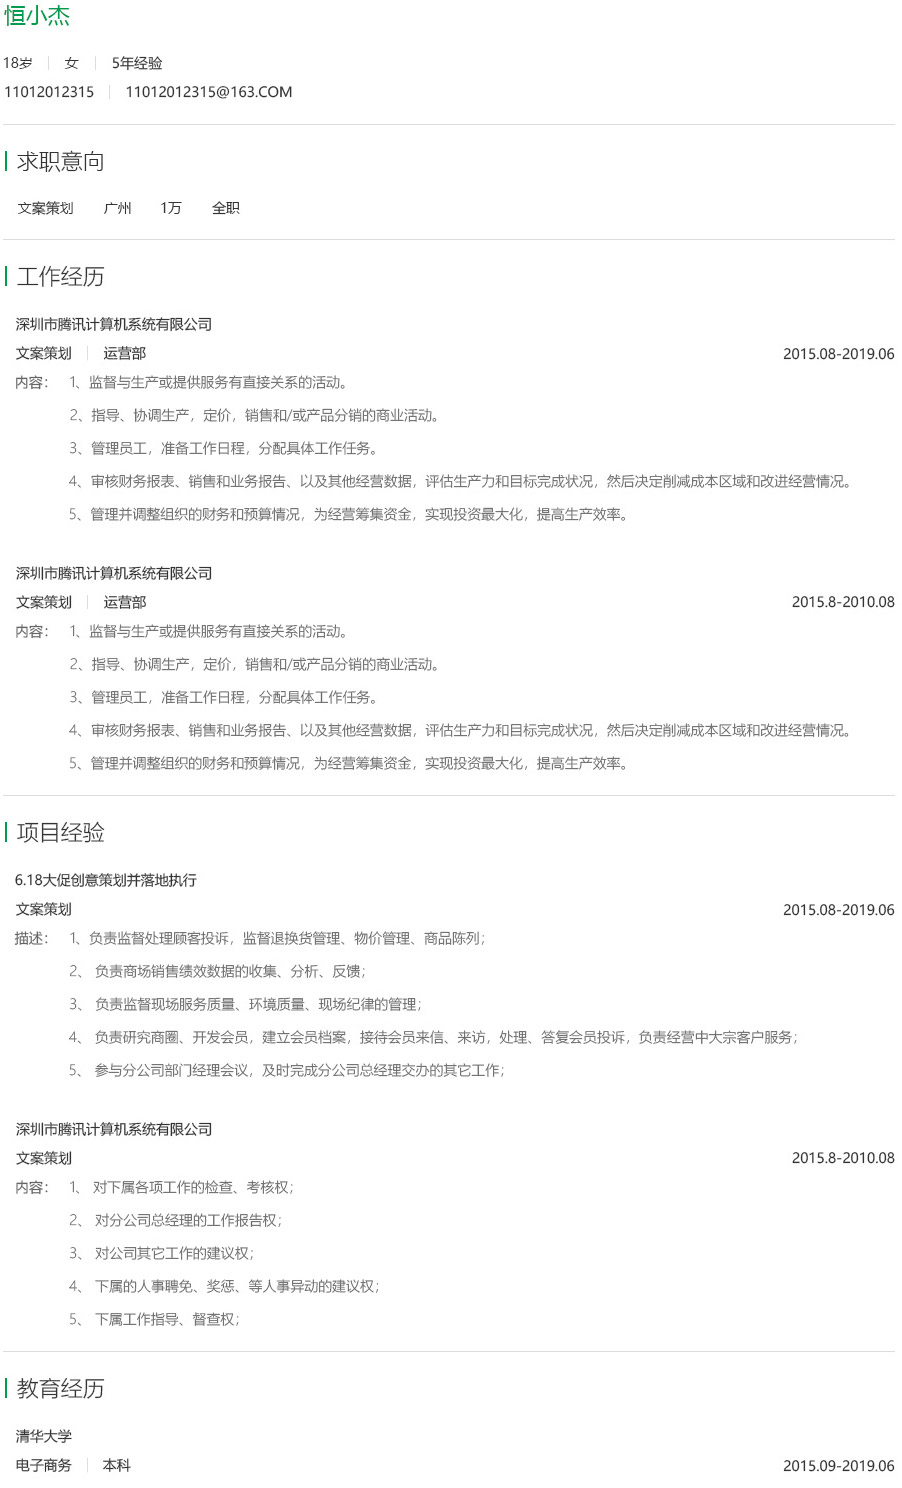 恒小杰
18岁 女 5年经验
11012012315 11012012315@163.COM
求职意向
文案策划 广州 1万 全职
工作经历
深圳市腾讯计算机系统有限公司
文案策划 运营部 2015.08-2019.06
内容： 1、监督与生产或提供服务有直接关系的活动。
2、指导、协调生产，定价，销售和/或产品分销的商业活动。
3、管理员工，准备工作日程，分配具体工作任务。
4、审核财务报表、销售和业务报告、以及其他经营数据，评估生产力和目标完成状况，然后决定削减成本区域和改进经营情况。
5、管理并调整组织的财务和预算情况，为经营筹集资金，实现投资最大化，提高生产效率。
深圳市腾讯计算机系统有限公司
文案策划 运营部 2015.8-2010.08
内容： 1、监督与生产或提供服务有直接关系的活动。
2、指导、协调生产，定价，销售和/或产品分销的商业活动。
3、管理员工，准备工作日程，分配具体工作任务。
4、审核财务报表、销售和业务报告、以及其他经营数据，评估生产力和目标完成状况，然后决定削减成本区域和改进经营情况。
5、管理并调整组织的财务和预算情况，为经营筹集资金，实现投资最大化，提高生产效率。
项目经验
6.18大促创意策划并落地执行
文案策划 2015.08-2019.06
描述： 1、负责监督处理顾客投诉，监督退换货管理、物价管理、商品陈列；
2、 负责商场销售绩效数据的收集、分析、反馈；
3、 负责监督现场服务质量、环境质量、现场纪律的管理；
4、 负责研究商圈、开发会员，建立会员档案，接待会员来信、来访，处理、答复会员投诉，负责经营中大宗客户服务；
5、 参与分公司部门经理会议，及时完成分公司总经理交办的其它工作；
深圳市腾讯计算机系统有限公司
文案策划 2015.8-2010.08
内容： 1、 对下属各项工作的检查、考核权；
2、 对分公司总经理的工作报告权；
3、 对公司其它工作的建议权；
4、 下属的人事聘免、奖惩、等人事异动的建议权；
5、 下属工作指导、督查权；
教育经历
清华大学
电子商务 本科 2015.09-2019.06